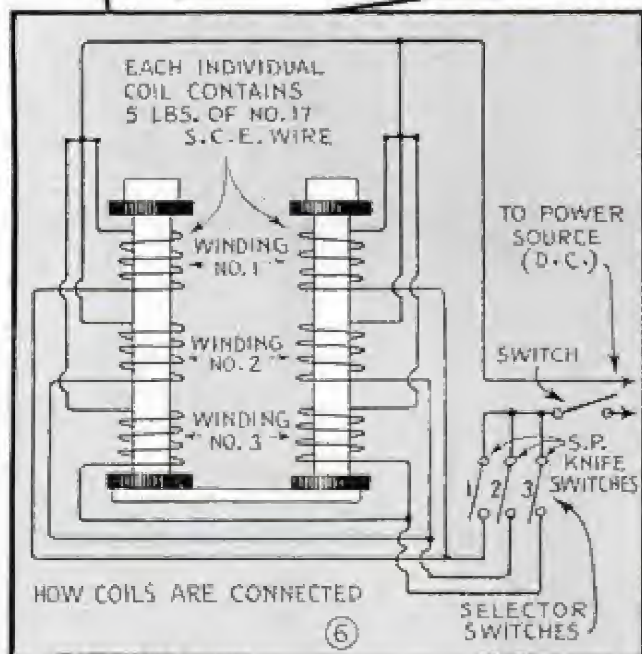 EACH INDIVIDUAL
COIL CONTAINS
5 LBS. OF NO. 17
S.C.E. WIRE
WINDING
NO. 1
TO POWER
SOURCE
(D.C.)
WINDING
NO. 2
SWITCH
WINDING
NO. 3
S.P.
KNIFE
SWITCHES
1 2 3
HOW COILS ARE CONNECTED
SELECTOR
SWITCHES
6